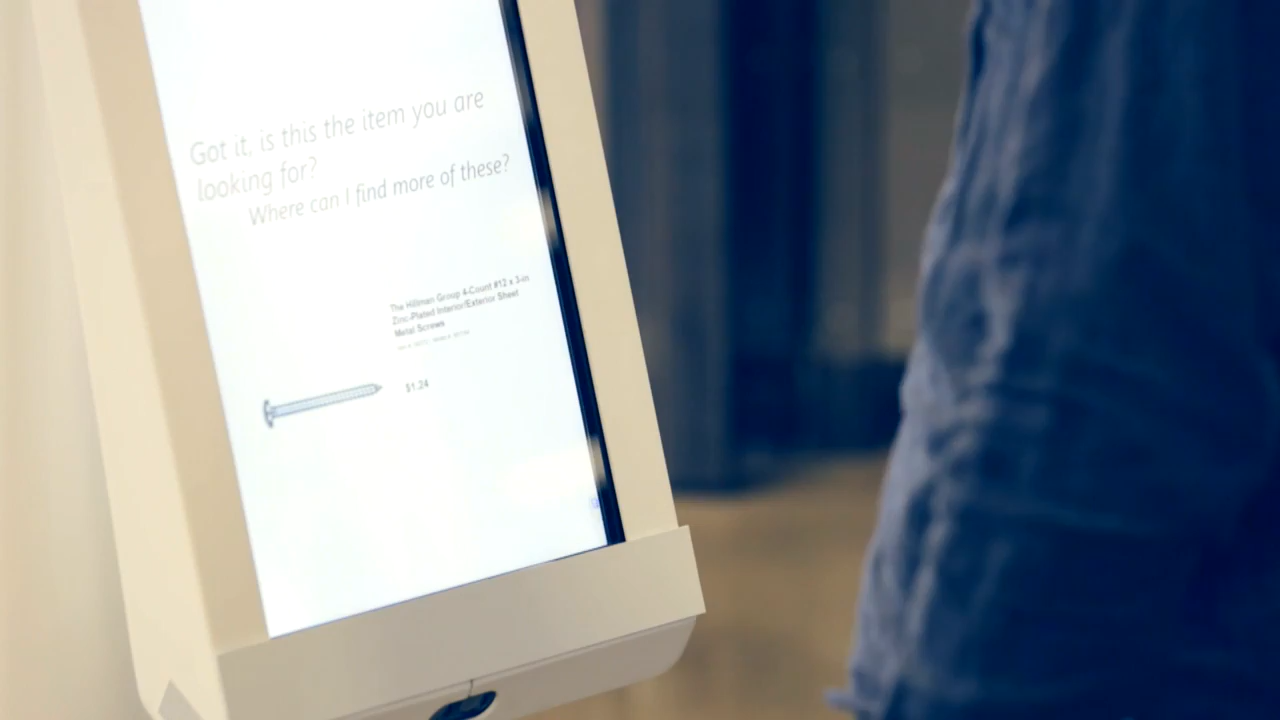 Got it, is this the item you are
looking for?
Where can I find more of these?
The Hillman Group 4-Count #12 x 3-in
Zinc-Plated Interior/Exterior Sheet
Metal Screws
$1.24